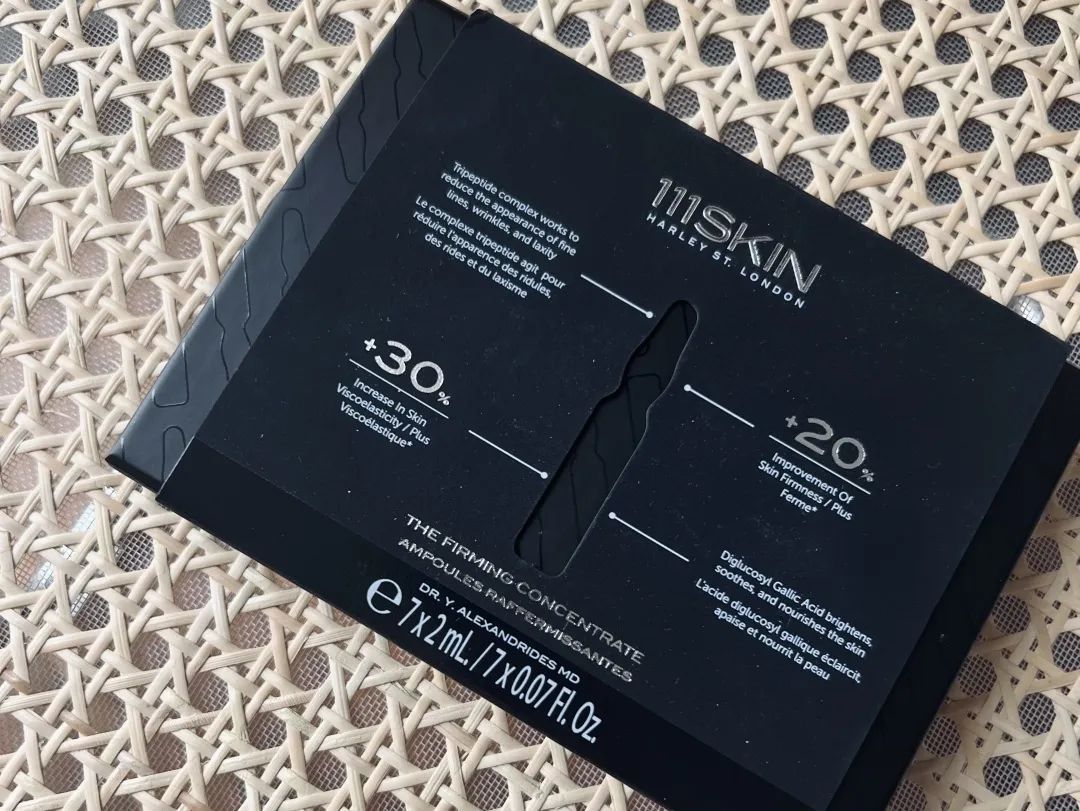 111SKIN
HARLEY ST. LONDON
Tripeptide complex works to
reduce the appearance of fine
lines, wrinkles, and laxity
Le complexe tripeptide agit pour
réduire l'apparence des ridules,
des rides et du laxisme
+30%
Increase In Skin
Viscoelasticity / Plus
Viscoélastique*
+20%
Improvement Of
Skin Firmness / Plus
Ferme*
Diglucosyl Gallic Acid brightens,
soothes, and nourishes the skin
L'acide diglucosyl gallique éclaircit,
apaise et nourrit la peau
THE FIRMING CONCENTRATE
AMPOULES RAFFERMISSANTES
DR. Y. ALEXANDRIDES MD
e 7 x 2 mL. / 7 x 0.07 Fl. Oz.